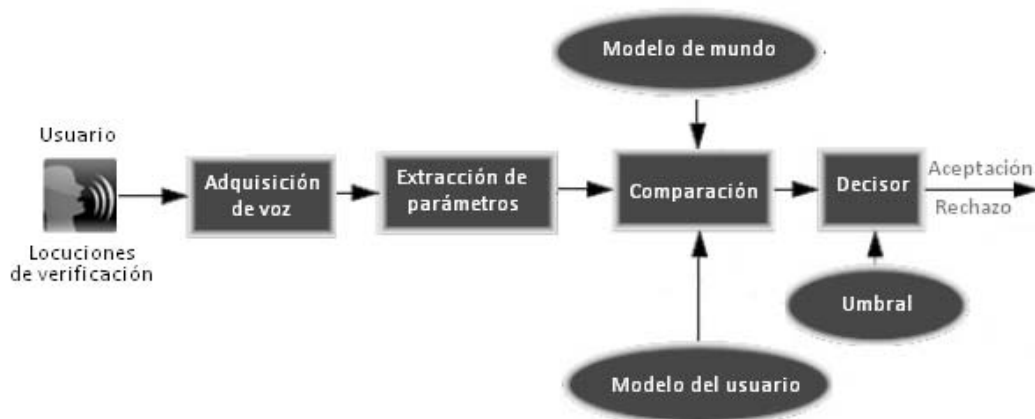 Modelo de mundo
Usuario
Adquisición
de voz
Extracción de
parámetros
Comparación
Decisor
Aceptación
Rechazo
Locuciones
de verificación
Umbral
Modelo del usuario